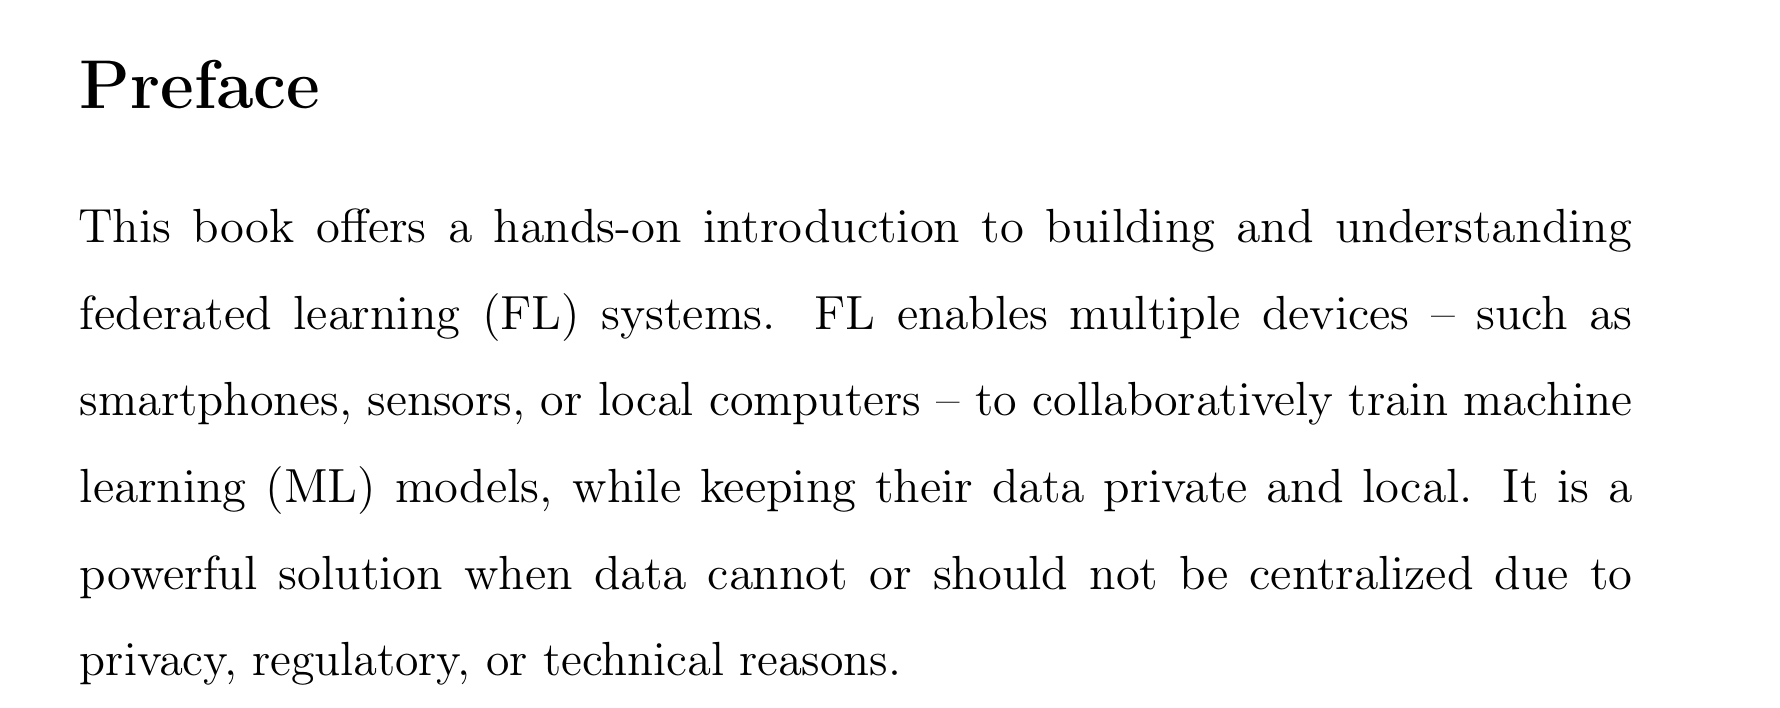 Preface
This book offers a hands-on introduction to building and understanding
federated learning (FL) systems. FL enables multiple devices – such as
smartphones, sensors, or local computers – to collaboratively train machine
learning (ML) models, while keeping their data private and local. It is a
powerful solution when data cannot or should not be centralized due to
privacy, regulatory, or technical reasons.